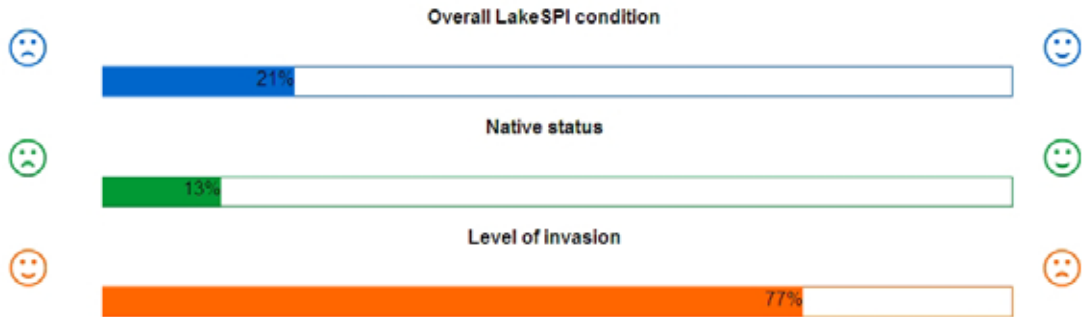 Overall LakeSPI condition
21%
Native status
13%
Level of invasion
77%